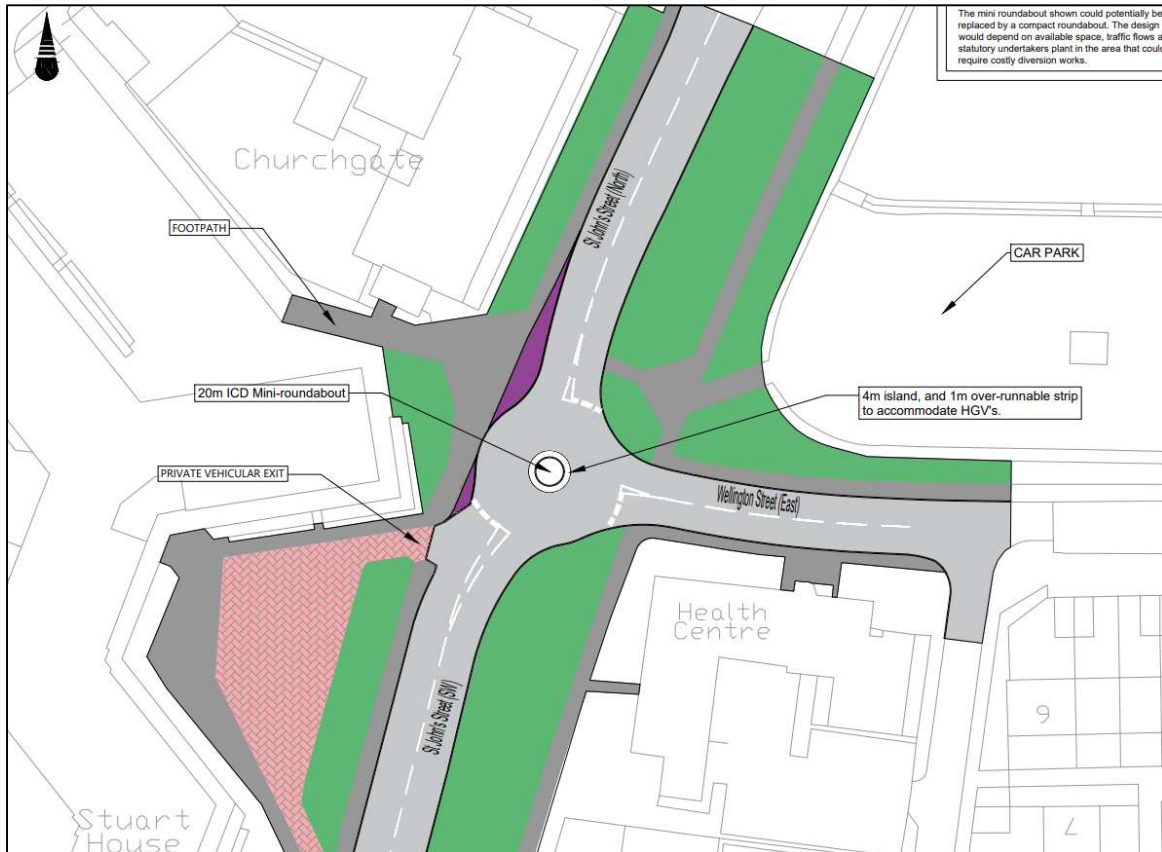 The mini roundabout shown could potentially be
replaced by a compact roundabout. The design
would depend on available space, traffic flows a
statutory undertakers plant in the area that could
require costly diversion works.
Churchgate
St John's Street (North)
FOOTPATH
CAR PARK
20m ICD Mini-roundabout
4m island, and 1m over-runnable strip
to accommodate HGV's.
PRIVATE VEHICULAR EXIT
Wellington Street (East)
Health
Centre
St John's Street (SW)
Stuart
House